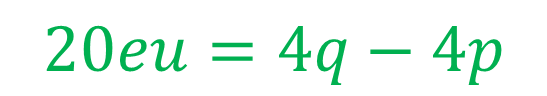 20𝑒𝑢 = 4𝑞 − 4𝑝